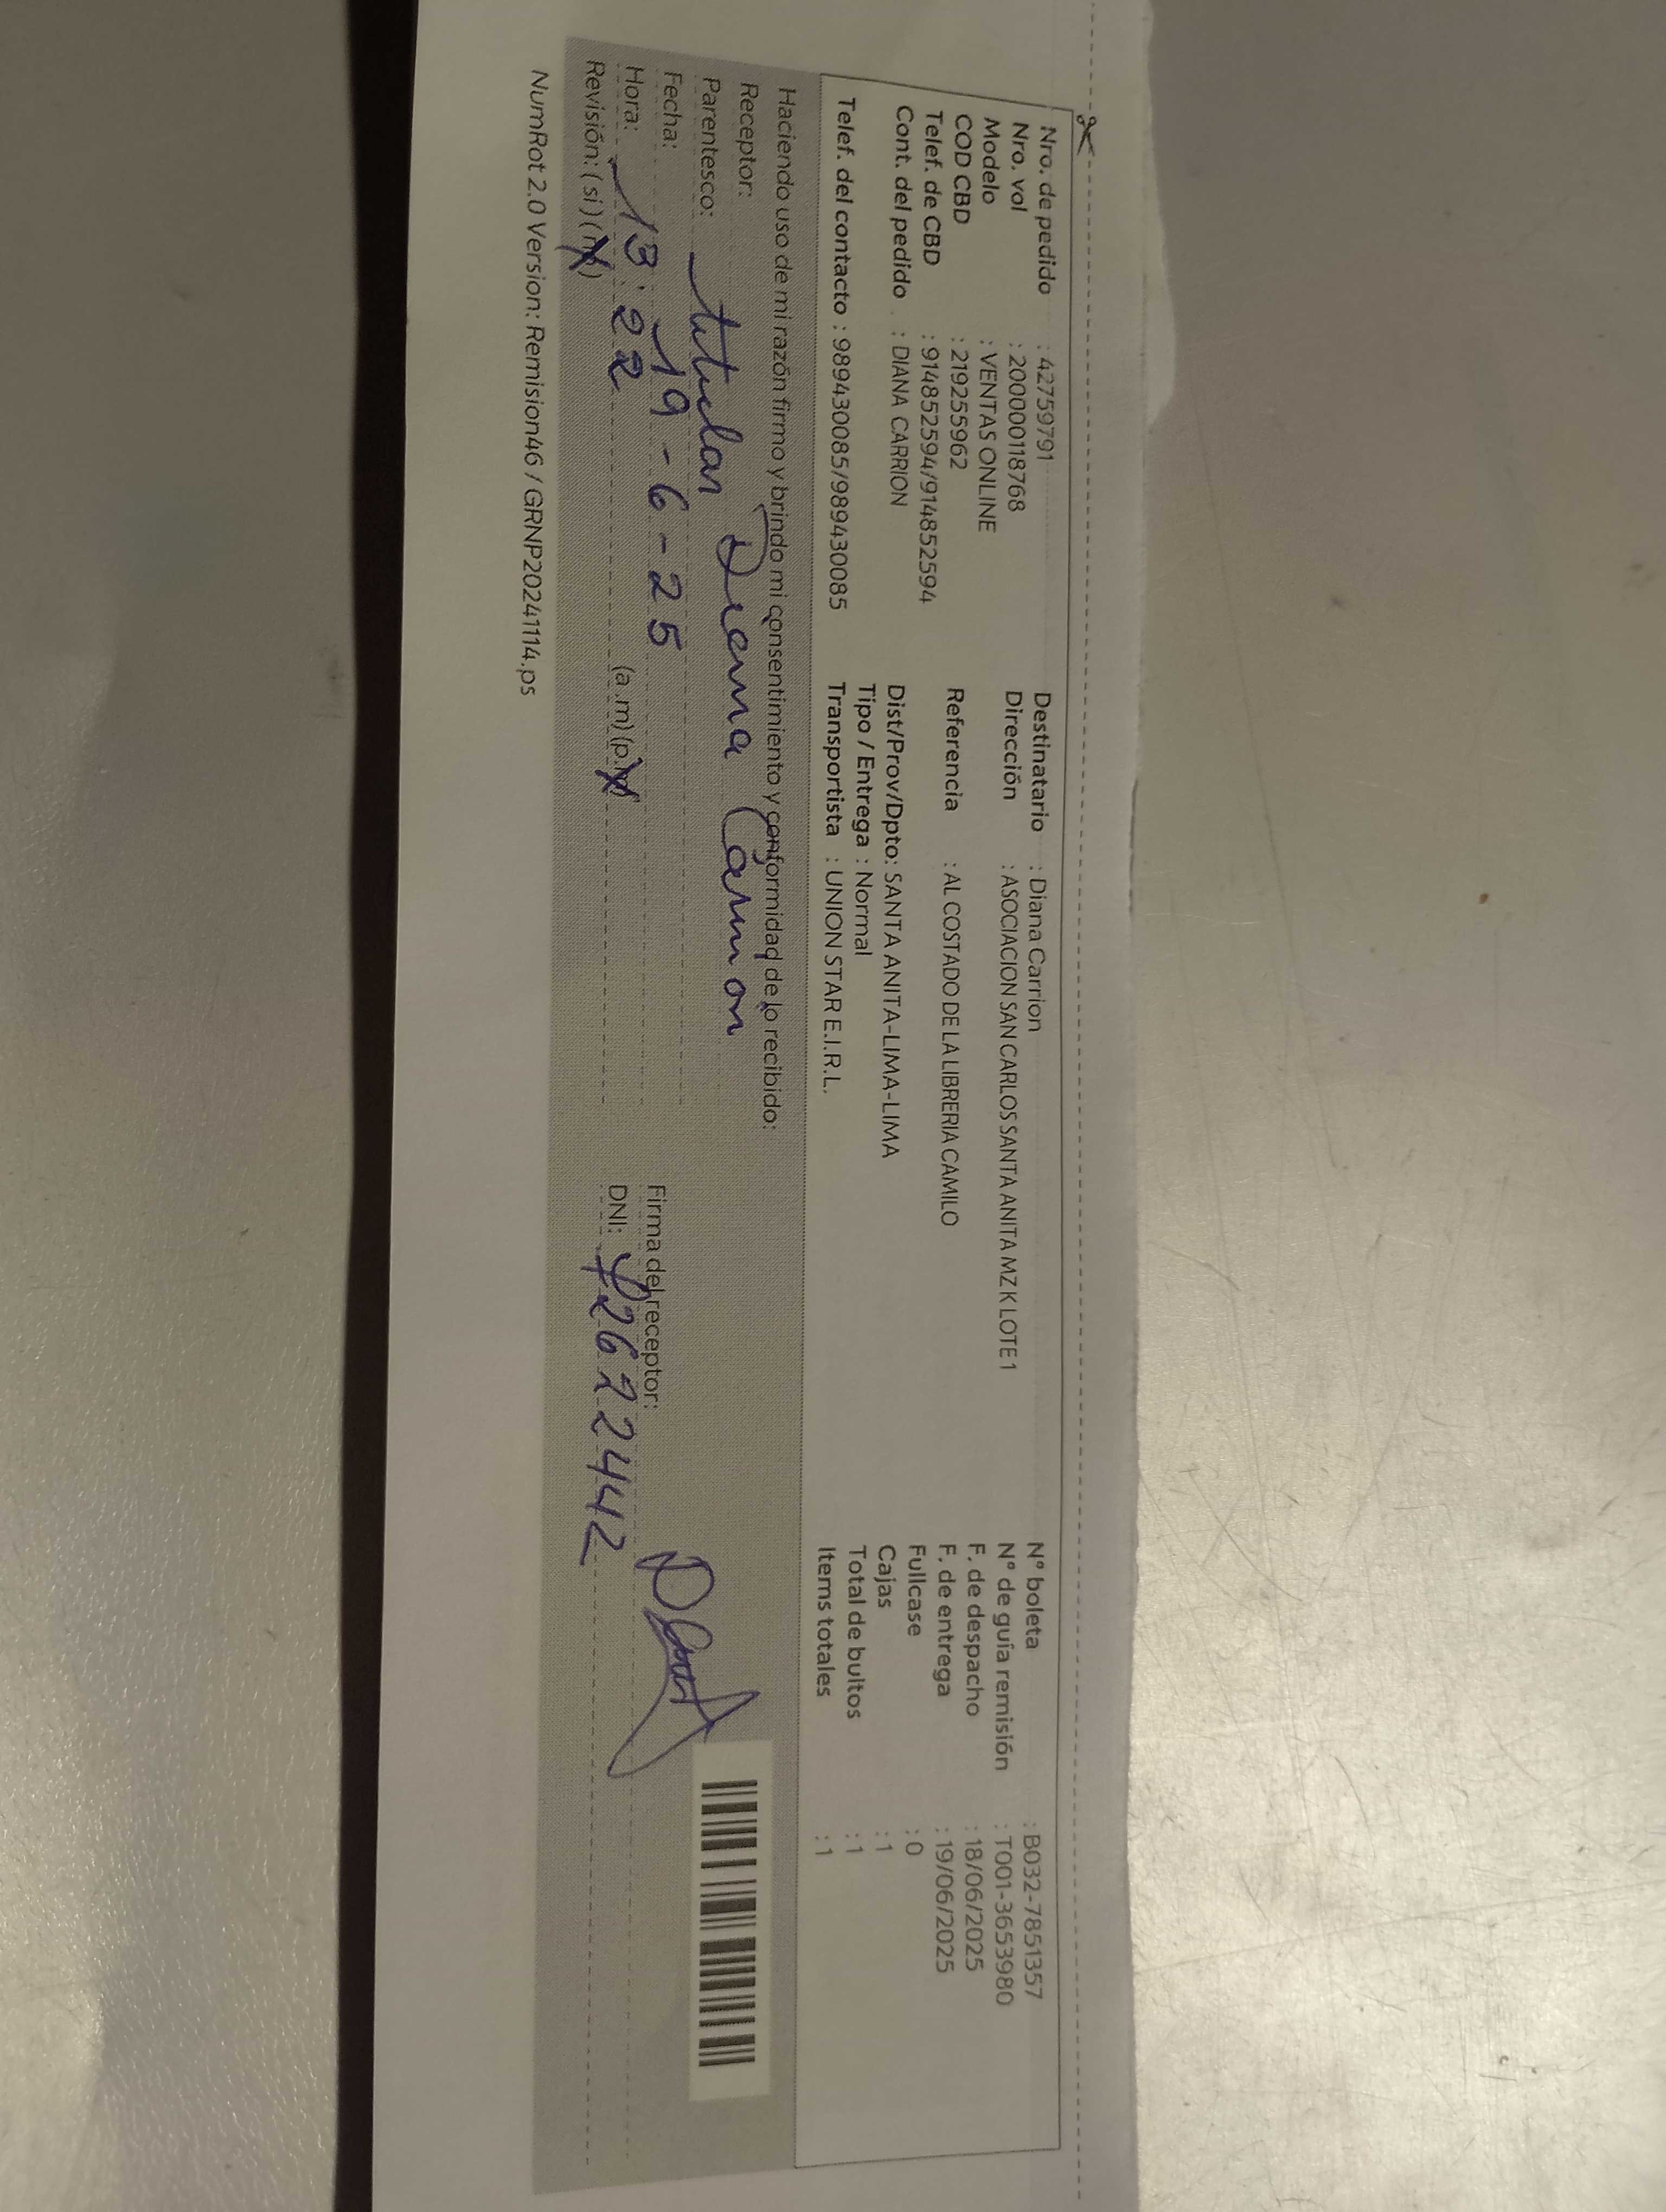 Nro. de pedido : 42759791
Nro. vol : 2000018768
Modelo : VENTAS ONLINE
COD CBD : 219255962
Telef. de CBD : 914852594/914852594
Cont. del pedido : DIANA CARRION
Telef. del contacto : 989430085/989430085
Destinatario : Diana Carrion
Dirección : ASOCIACION SAN CARLOS SANTA ANITA MZ K LOTE 1
Referencia : AL COSTADO DE LA LIBRERIA CAMILO
Dist/Prov/Dpto: SANTA ANITA-LIMA-LIMA
Tipo / Entrega : Normal
Transportista : UNION STAR E.I.R.L.
N° boleta : B032-7851357
N° de guía remisión : T001-3653980
F. de despacho : 18/06/2025
F. de entrega : 19/06/2025
Fullcase : 0
Cajas : 1
Total de bultos : 1
Items totales : 1
Haciendo uso de mi razón firmo y brindo mi consentimiento y conformidad de lo recibido:
Receptor: Diana Carrion
Parentesco: titular
Fecha: 19-6-25
Hora: 13:22 (a.m) (p.m)
Revisión: (si) (no)
Firma del receptor:
DNI: 2622442
NumRot 2.0 Version: Remision46 / GRNP20241114.ps